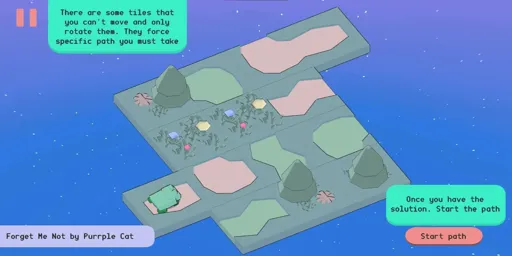 There are some tiles that
you can't move and only
rotate them. They force
specific path you must take
Once you have the
solution. Start the path
Forget Me Not by Purrple Cat
Start path